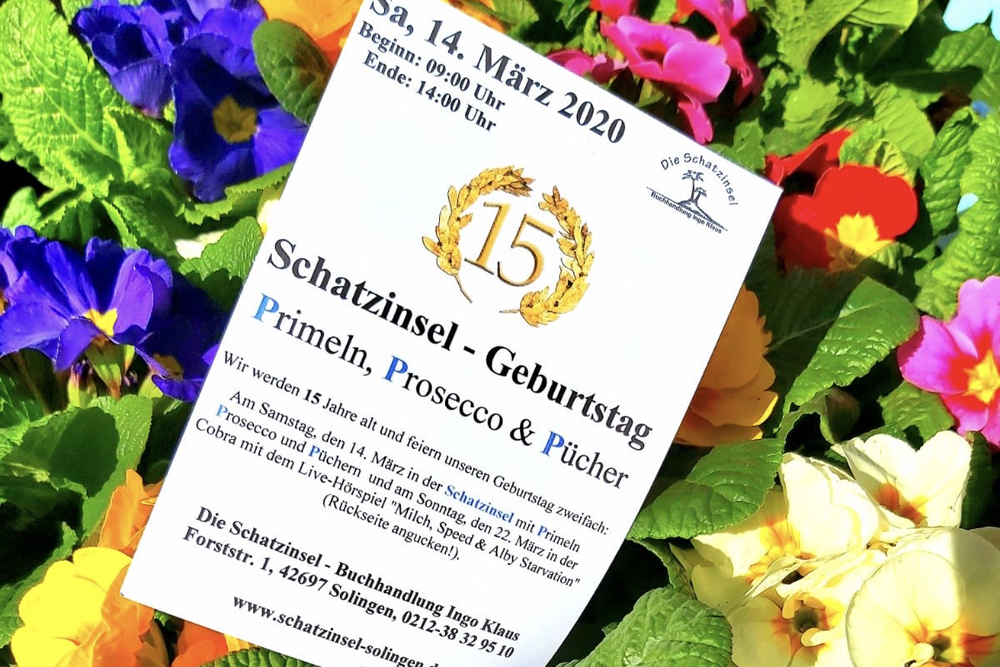 Sa, 14. März 2020
Beginn: 09:00 Uhr
Ende: 14:00 Uhr
Die Schatzinsel
Buchhandlung Ingo Klaus
15
Schatzinsel - Geburtstag
Primeln, Prosecco & Pücher
Wir werden 15 Jahre alt und feiern unseren Geburtstag zweifach:
Am Samstag, den 14. März in der Schatzinsel mit Primeln
Prosecco und Püchern und am Sonntag, den 22. März in der
Cobra mit dem Live-Hörspiel "Milch, Speed & Alby Starvation"
(Rückseite angucken!).
Die Schatzinsel - Buchhandlung Ingo Klaus
Forststr. 1, 42697 Solingen, 0212-38 32 95 10
www.schatzinsel-solingen.d